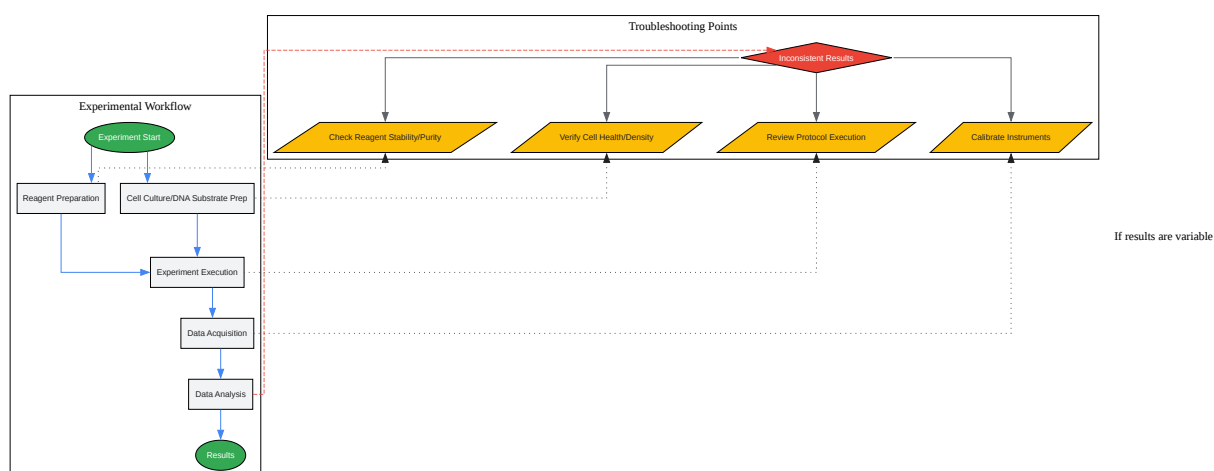 Troubleshooting Points
Inconsistent Results
Check Reagent Stability/Purity
Verify Cell Health/Density
Review Protocol Execution
Calibrate Instruments
Experimental Workflow
Experiment Start
Reagent Preparation
Cell Culture/DNA Substrate Prep
Experiment Execution
Data Acquisition
Data Analysis
Results
If results are variable